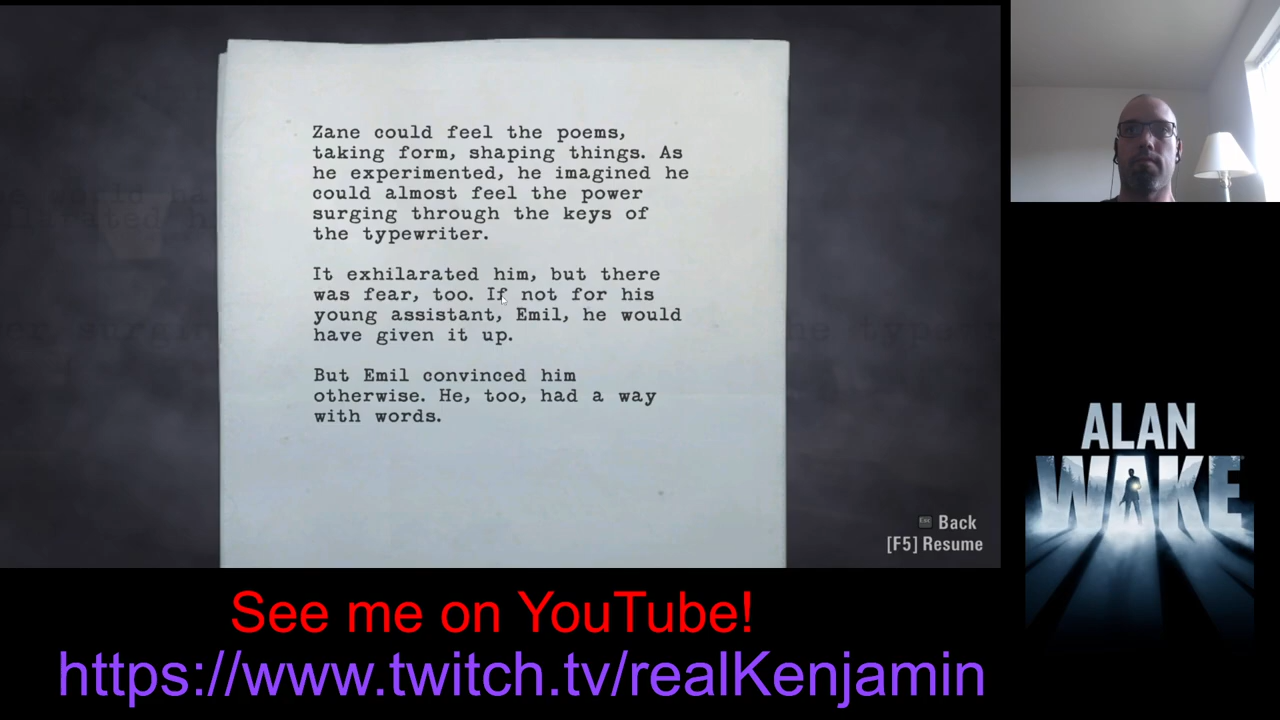 Zane could feel the poems,
taking form, shaping things. As
he experimented, he imagined he
could almost feel the power
surging through the keys of
the typewriter.
It exhilarated him, but there
was fear, too. If not for his
young assistant, Emil, he would
have given it up.
But Emil convinced him
otherwise. He, too, had a way
with words.
Back
[F5] Resume
ALAN
WAKE
See me on YouTube!
https://www.twitch.tv/realKenjamin